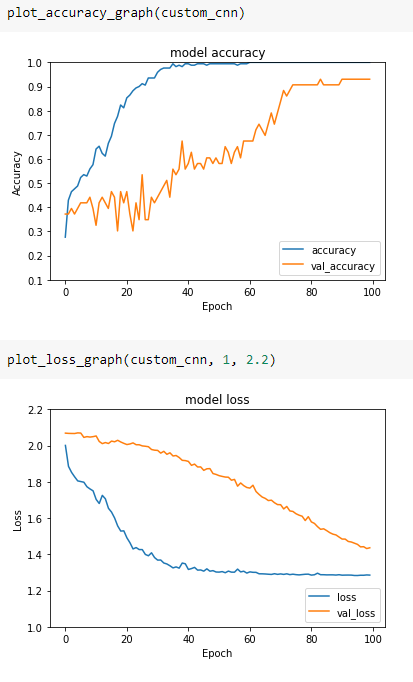 plot_accuracy_graph(custom_cnn)
model accuracy
1.0
0.9
0.8
0.7
0.6
0.5
0.4
0.3
0.2
0.1
Accuracy
accuracy
val_accuracy
0 20 40 60 80 100
Epoch
plot_loss_graph(custom_cnn, 1, 2.2)
model loss
2.2
2.0
1.8
1.6
1.4
1.2
1.0
Loss
loss
val_loss
0 20 40 60 80 100
Epoch